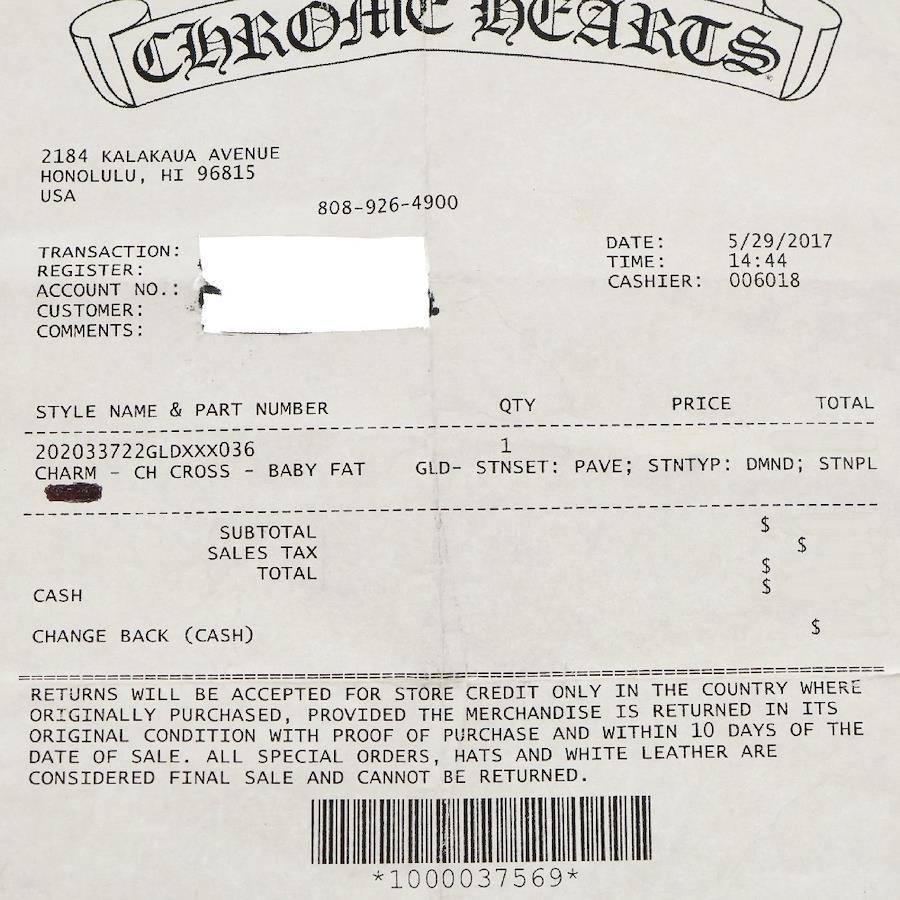 CHROME HEARTS
2184 KALAKAUA AVENUE
HONOLULU, HI 96815
USA
808-926-4900
TRANSACTION:
REGISTER:
ACCOUNT NO.:
CUSTOMER:
COMMENTS:
DATE: 5/29/2017
TIME: 14:44
CASHIER: 006018
STYLE NAME & PART NUMBER QTY PRICE TOTAL
202033722GLDXXX036 1
CHARM - CH CROSS - BABY FAT GLD- STNSET: PAVE; STNTYP: DMND; STNPL
SUBTOTAL $
SALES TAX $
TOTAL $
CASH $
CHANGE BACK (CASH) $
RETURNS WILL BE ACCEPTED FOR STORE CREDIT ONLY IN THE COUNTRY WHERE
ORIGINALLY PURCHASED, PROVIDED THE MERCHANDISE IS RETURNED IN ITS
ORIGINAL CONDITION WITH PROOF OF PURCHASE AND WITHIN 10 DAYS OF THE
DATE OF SALE. ALL SPECIAL ORDERS, HATS AND WHITE LEATHER ARE
CONSIDERED FINAL SALE AND CANNOT BE RETURNED.
*1000037569*